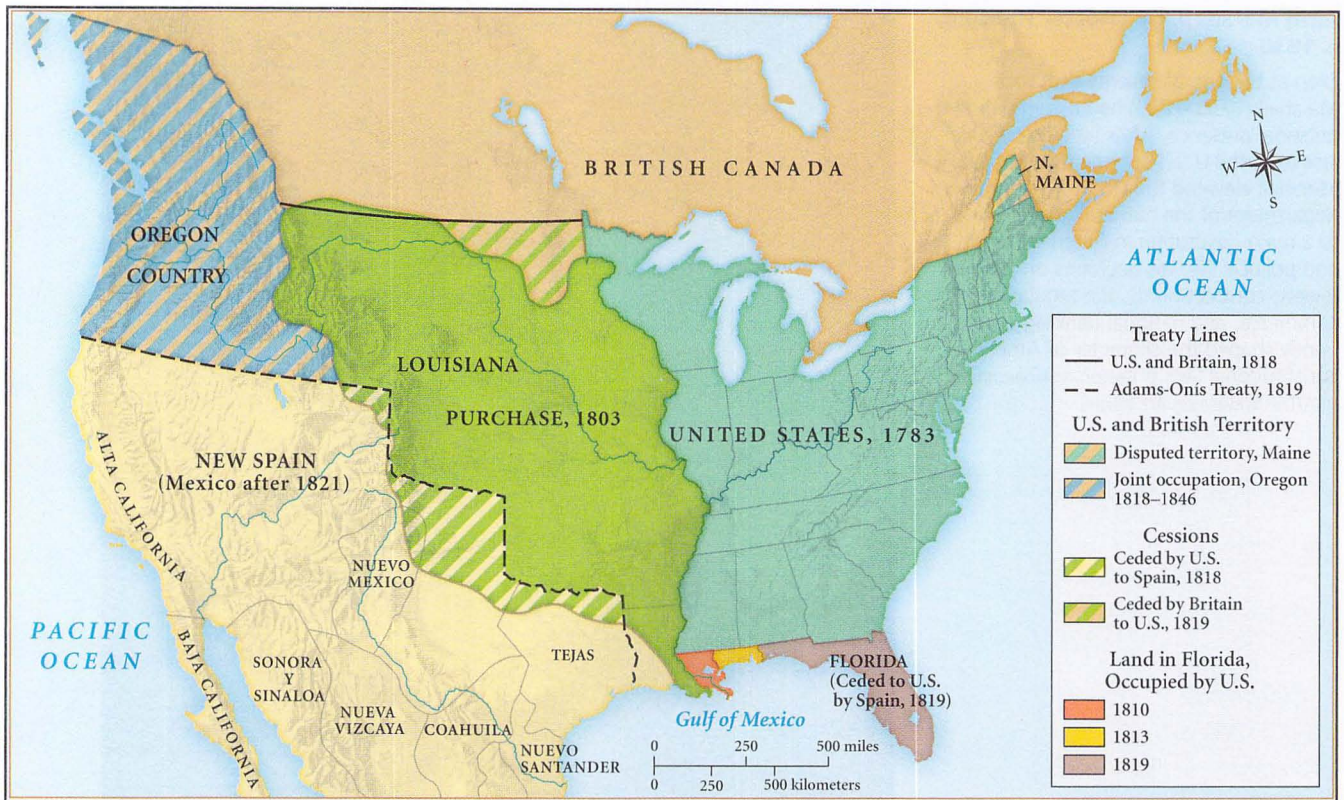 BRITISH CANADA
N.
MAINE
N
W
E
S
OREGON
COUNTRY
ATLANTIC
OCEAN
LOUISIANA
PURCHASE, 1803
UNITED STATES, 1783
NEW SPAIN
(Mexico after 1821)
ALTA CALIFORNIA
NUEVO
MEXICO
PACIFIC
OCEAN
BAJA CALIFORNIA
SONORA
Y
SINALOA
NUEVA
VIZCAYA
COAHUILA
TEJAS
NUEVO
SANTANDER
FLORIDA
(Ceded to U.S.
by Spain, 1819)
Gulf of Mexico
0 250 500 miles
0 250 500 kilometers
Treaty Lines
U.S. and Britain, 1818
Adams-Onís Treaty, 1819
U.S. and British Territory
Disputed territory, Maine
Joint occupation, Oregon
1818–1846
Cessions
Ceded by U.S.
to Spain, 1818
Ceded by Britain
to U.S., 1819
Land in Florida,
Occupied by U.S.
1810
1813
1819